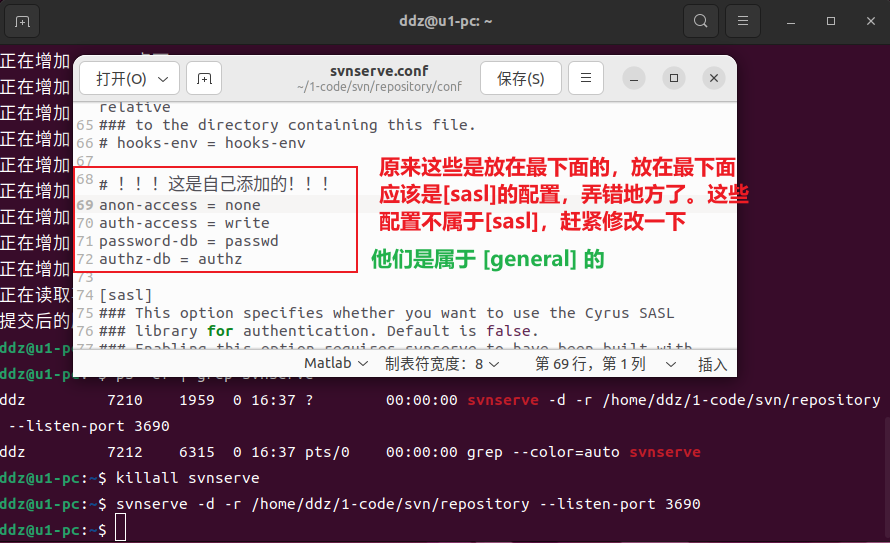 ddz@u1-pc: ~
正在增加
打开(O)
svnserve.conf
~/1-code/svn/repository/conf
保存(S)
正在增加
正在增加
正在增加
正在增加
正在增加
正在增加
正在增加
正在增加
正在读取
提交后的
relative
65 ### to the directory containing this file.
66 # hooks-env = hooks-env
67
68 # ！！！这是自己添加的！！！
69 anon-access = none
70 auth-access = write
71 password-db = passwd
72 authz-db = authz
73
74 [sasl]
75 ### This option specifies whether you want to use the Cyrus SASL
76 ### library for authentication. Default is false.
77 ### Enabling this option requires svnserve to have been built with
原来这些是放在最下面的，放在最下面
应该是[sasl]的配置，弄错地方了。这些
配置不属于[sasl]，赶紧修改一下
他们是属于 [general] 的
Matlab 制表符宽度：8 第 69 行，第 1 列 插入
ddz@u1-p
ddz@u1-pc:~$ ps -ef | grep svnserve
ddz 7210 1959 0 16:37 ? 00:00:00 svnserve -d -r /home/ddz/1-code/svn/repository
--listen-port 3690
ddz 7212 6315 0 16:37 pts/0 00:00:00 grep --color=auto svnserve
ddz@u1-pc:~$ killall svnserve
ddz@u1-pc:~$ svnserve -d -r /home/ddz/1-code/svn/repository --listen-port 3690
ddz@u1-pc:~$